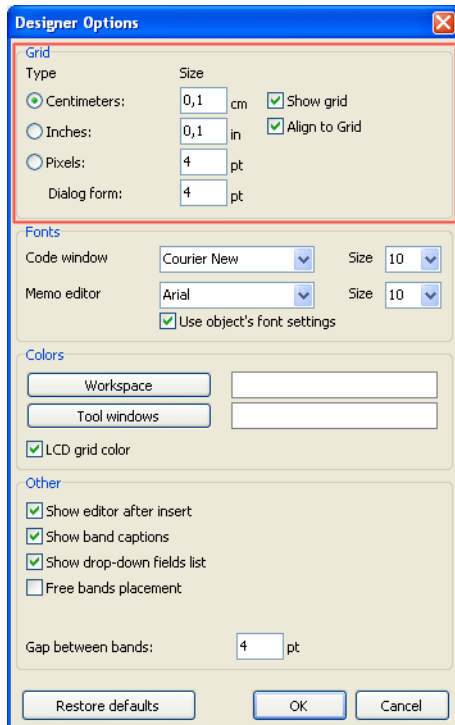 Designer Options
Grid
Type Size
Centimeters: 0,1 cm Show grid
Inches: 0,1 in Align to Grid
Pixels: 4 pt
Dialog form: 4 pt
Fonts
Code window Courier New Size 10
Memo editor Arial Size 10
Use object's font settings
Colors
Workspace
Tool windows
LCD grid color
Other
Show editor after insert
Show band captions
Show drop-down fields list
Free bands placement
Gap between bands: 4 pt
Restore defaults OK Cancel